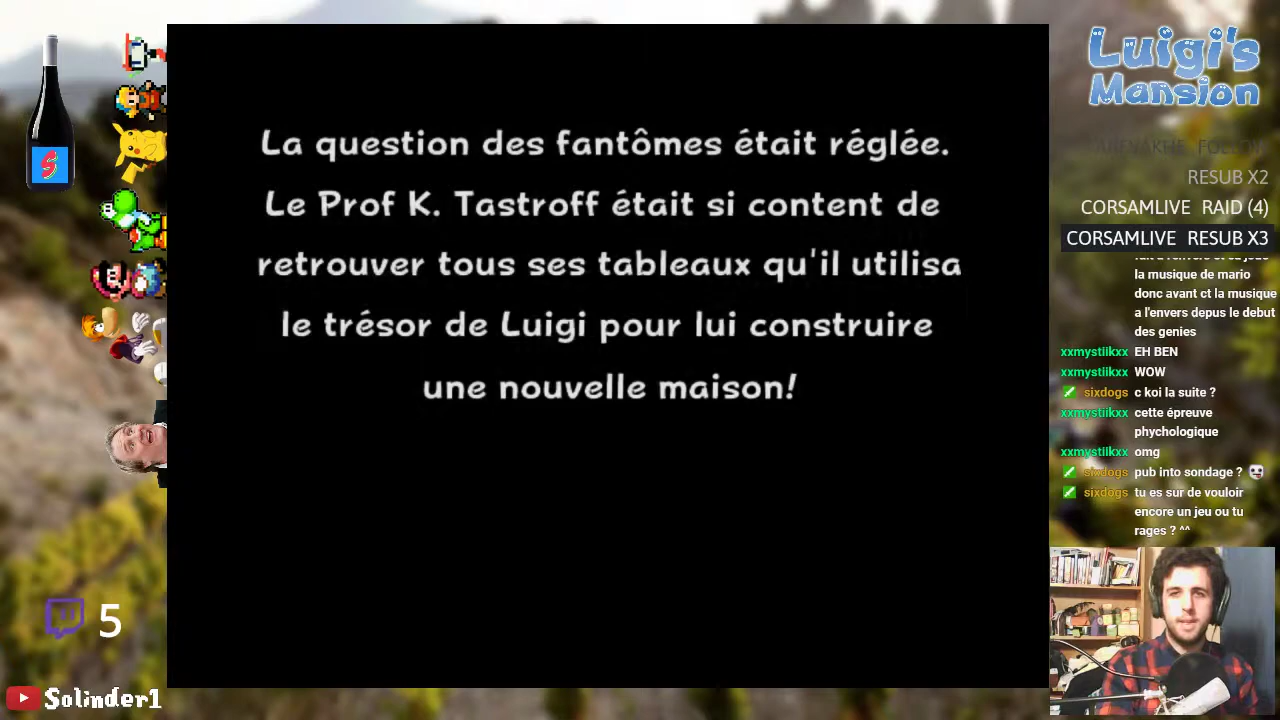 Luigi's
Mansion
RESUB X2
CORSAMLIVE RAID (4)
CORSAMLIVE RESUB X3
La question des fantômes était réglée.
Le Prof K. Tastroff était si content de
retrouver tous ses tableaux qu'il utilisa
le trésor de Luigi pour lui construire
une nouvelle maison!
la musique de mario
donc avant ct la musique
a l'envers depuis le debut
des genies
xxmystiikxx EH BEN
xxmystiikxx WOW
sixdogs c koi la suite ?
xxmystiikxx cette épreuve
phychologique
xxmystiikxx omg
sixdogs pub into sondage ?
sixdogs tu es sur de vouloir
encore un jeu ou tu
rages ? ^^
S
5
Solinder1